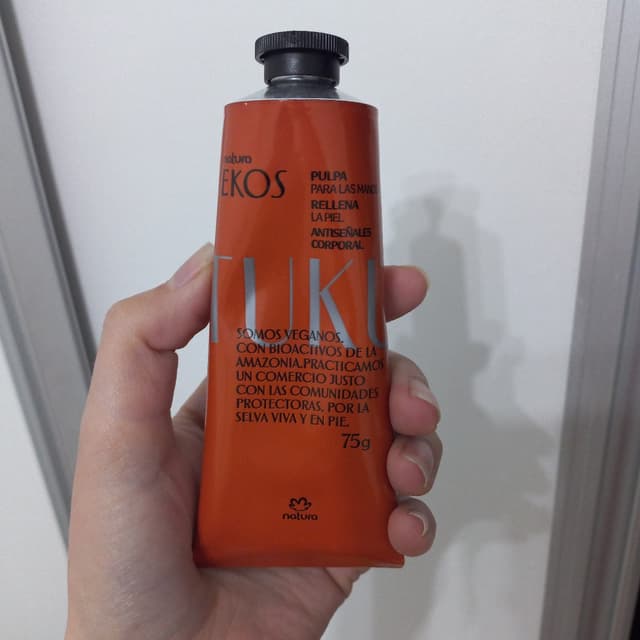 natura
EKOS
PULPA
PARA LAS MANOS
RELLENA
LA PIEL
ANTISEÑALES
CORPORAL
TUKU
SOMOS VEGANOS.
CON BIOACTIVOS DE LA
AMAZONÍA. PRACTICAMOS
UN COMERCIO JUSTO
CON LAS COMUNIDADES
PROTECTORAS. POR LA
SELVA VIVA Y EN PIE.
75g
natura